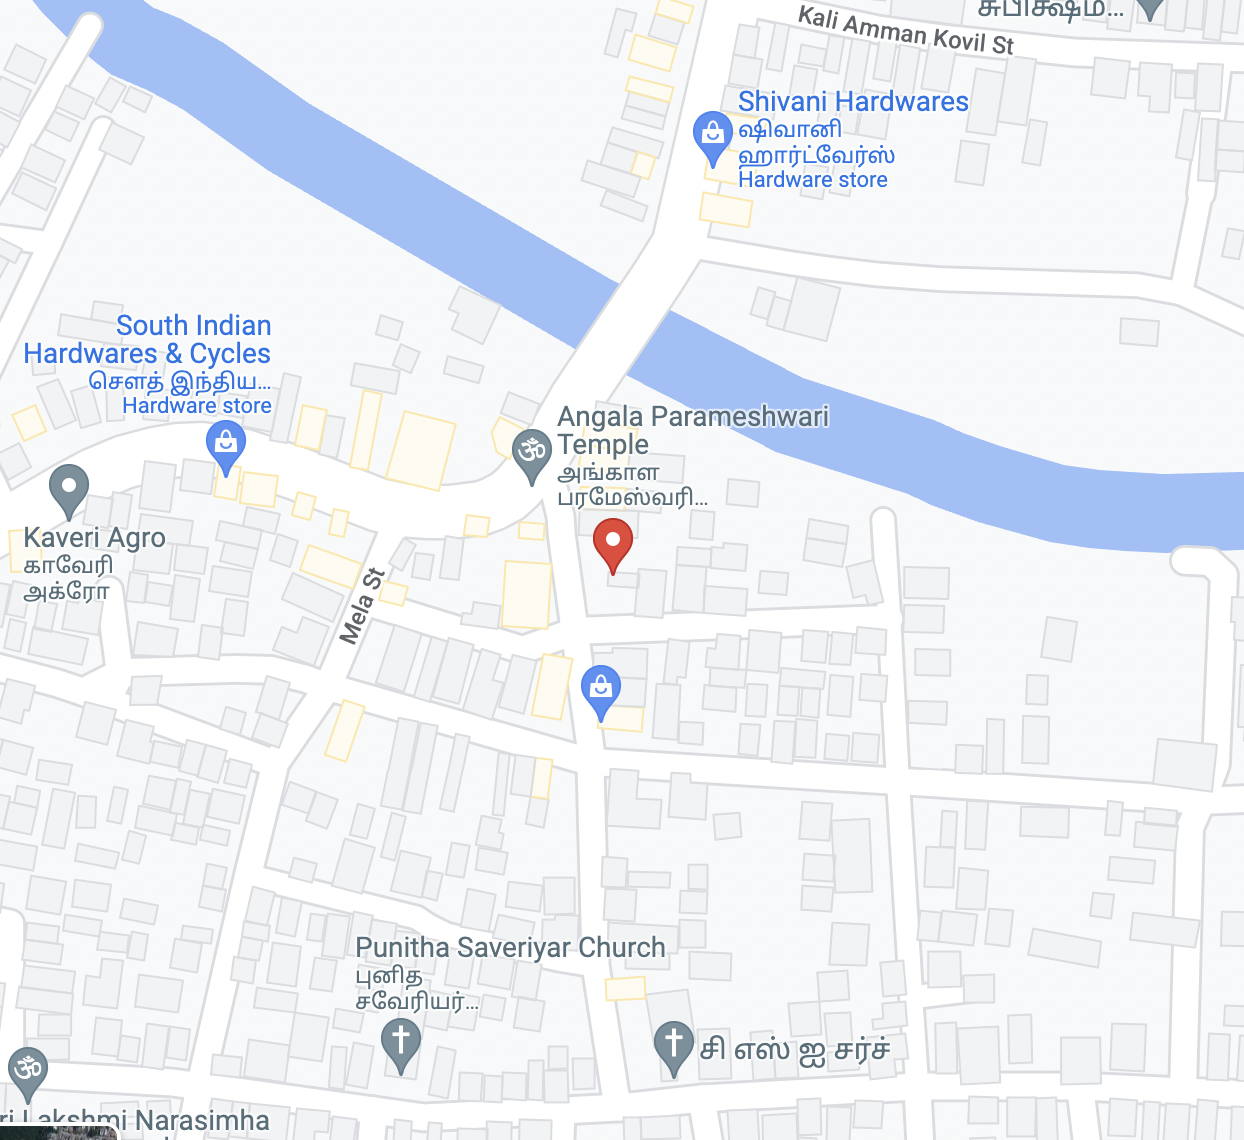 சுபிக்ஷம்...
Kali Amman Kovil St
Shivani Hardwares
ஷிவானி
ஹார்ட்வேர்ஸ்
Hardware store
South Indian
Hardwares & Cycles
சௌத் இந்திய...
Hardware store
Angala Parameshwari
Temple
அங்காள
பரமேஸ்வரி...
Kaveri Agro
காவேரி
அக்ரோ
Mela St
Punitha Saveriyar Church
புனித
சவேரியர்...
சி எஸ் ஐ சர்ச்
ri Lakshmi Narasimha